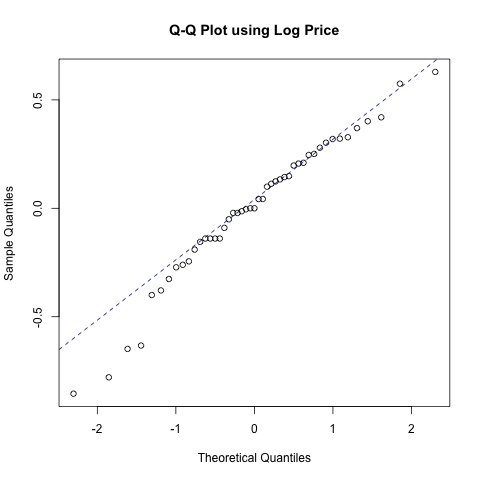 Q-Q Plot using Log Price
Sample Quantiles
0.5
0.0
-0.5
-2 -1 0 1 2
Theoretical Quantiles